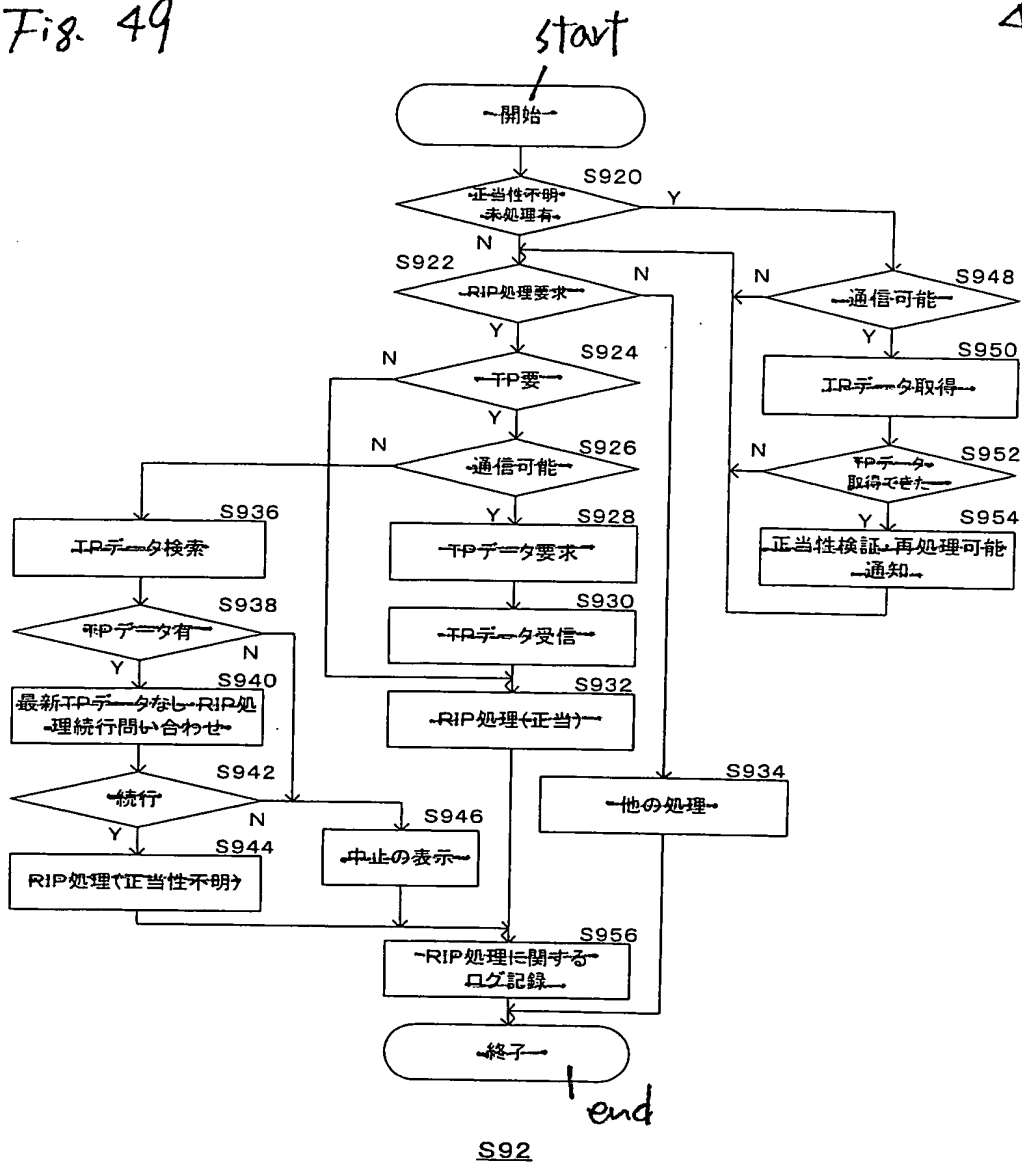 Fig. 49
start
開始
S920
正当性不明
未処理有
Y
N
S922
RIP処理要求
N
Y
S948
通信可能
N
Y
S924
TP要
N
Y
S950
TPデータ取得
S926
通信可能
N
Y
S952
TPデータ
取得できた
N
Y
S936
TPデータ検索
S928
TPデータ要求
S954
正当性検証・再処理可能
通知
S938
TPデータ有
N
Y
S930
TPデータ受信
S940
最新TPデータなし・RIP処
理続行問い合わせ
S932
RIP処理(正当)
S942
続行
N
Y
S934
他の処理
S946
中止の表示
S944
RIP処理(正当性不明)
S956
RIP処理に関する
ログ記録
終了
end
S92